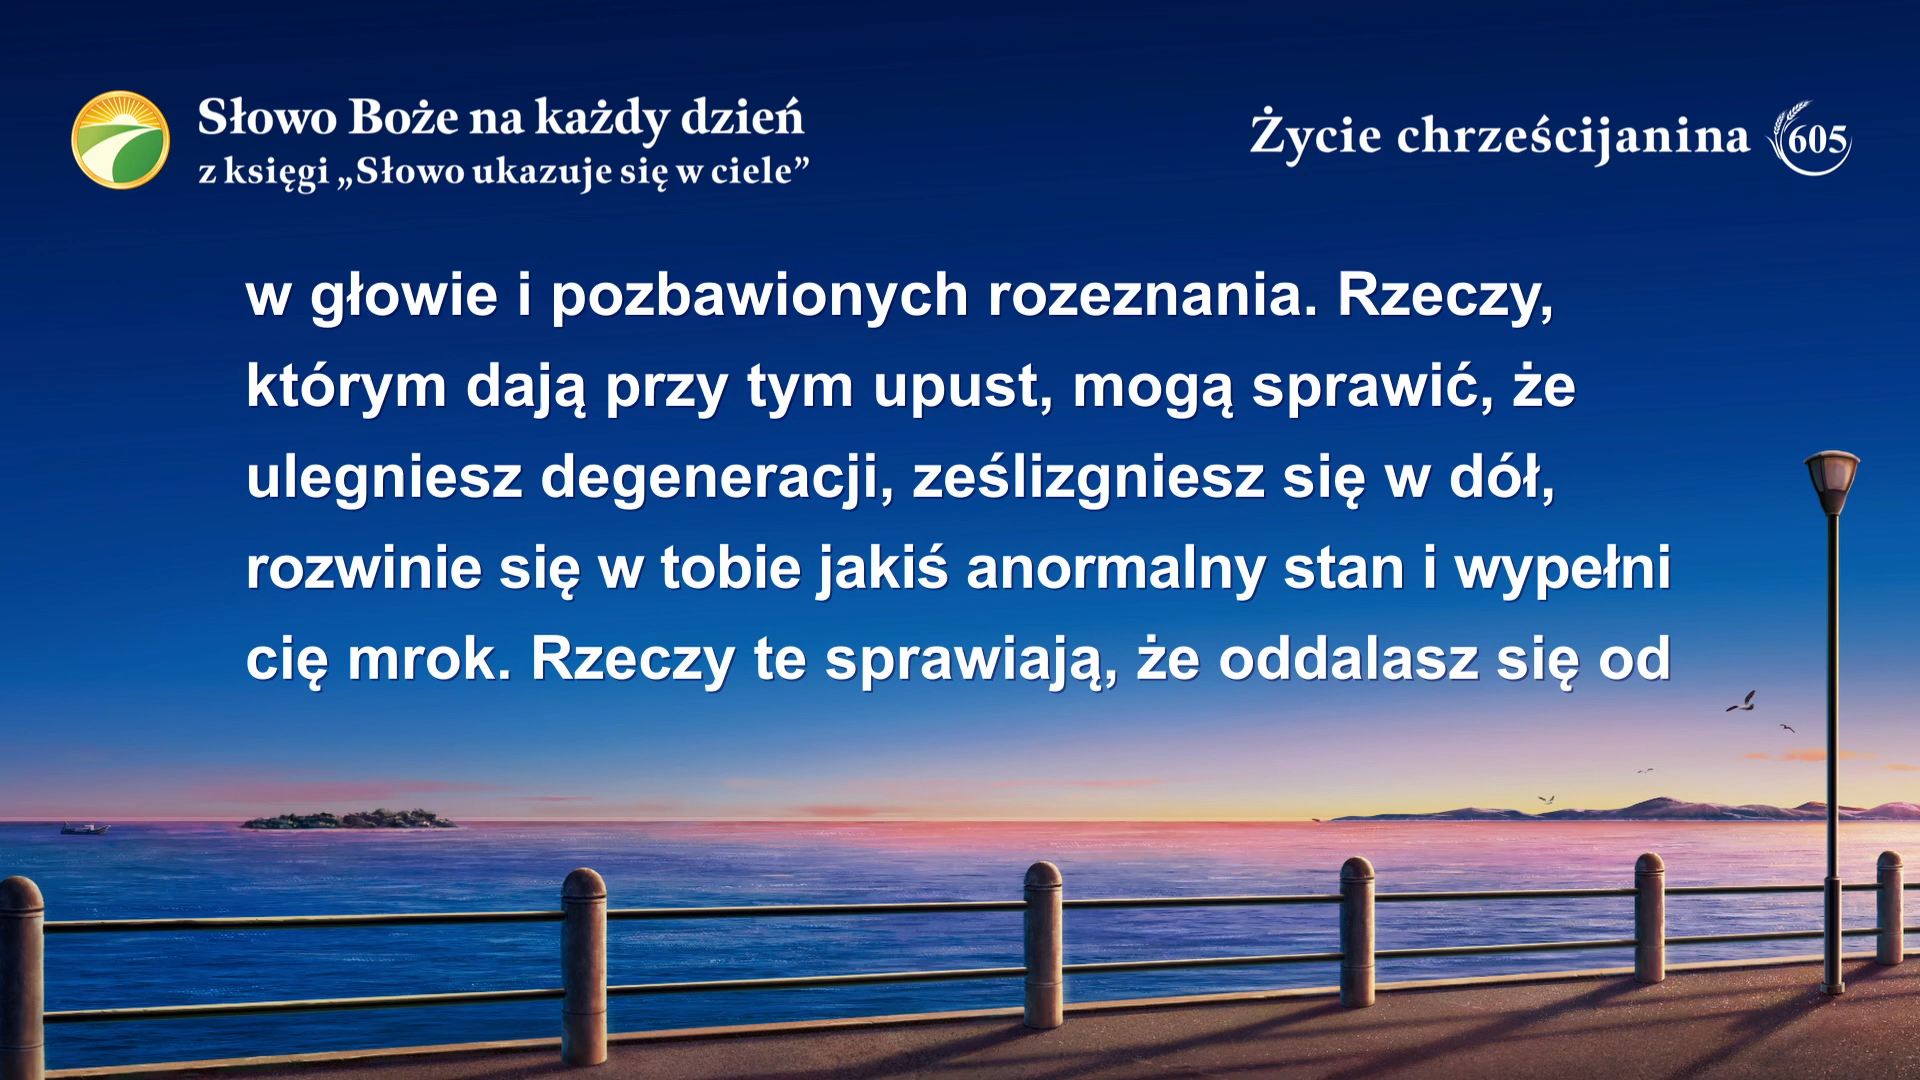 Słowo Boże na każdy dzień
z księgi „Słowo ukazuje się w ciele”
Życie chrześcijanina 605
w głowie i pozbawionych rozeznania. Rzeczy,
którym dają przy tym upust, mogą sprawić, że
ulegniesz degeneracji, ześlizgniesz się w dół,
rozwinie się w tobie jakiś anormalny stan i wypełni
cię mrok. Rzeczy te sprawiają, że oddalasz się od